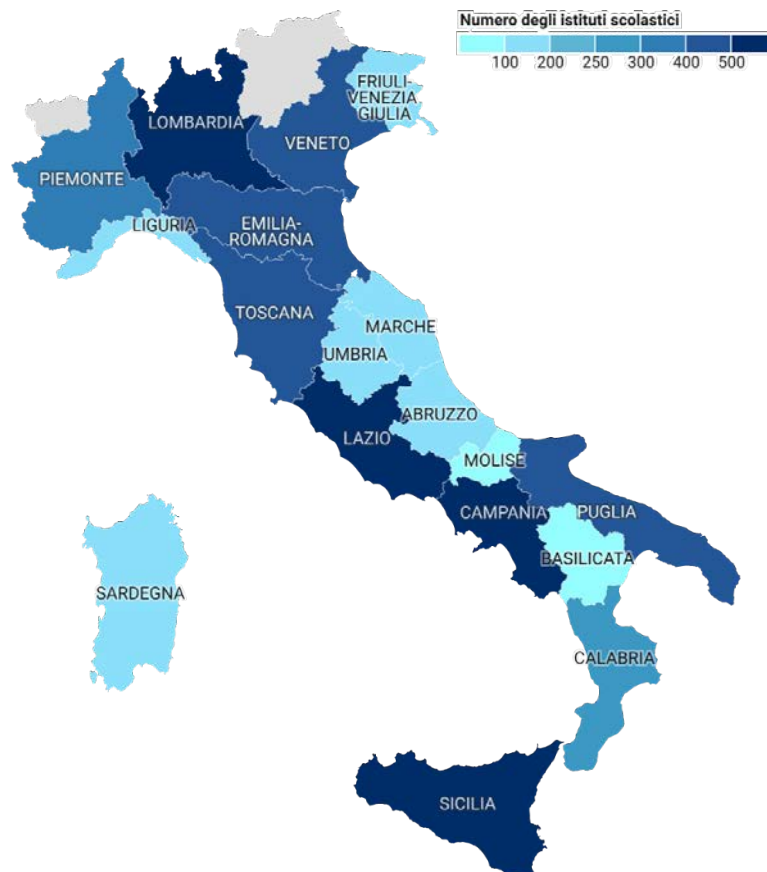 Numero degli istituti scolastici
100 200 250 300 400 500
FRIULI-
VENEZIA
GIULIA
LOMBARDIA
VENETO
PIEMONTE
LIGURIA
EMILIA-
ROMAGNA
TOSCANA
MARCHE
UMBRIA
ABRUZZO
LAZIO
MOLISE
CAMPANIA
PUGLIA
BASILICATA
SARDEGNA
CALABRIA
SICILIA